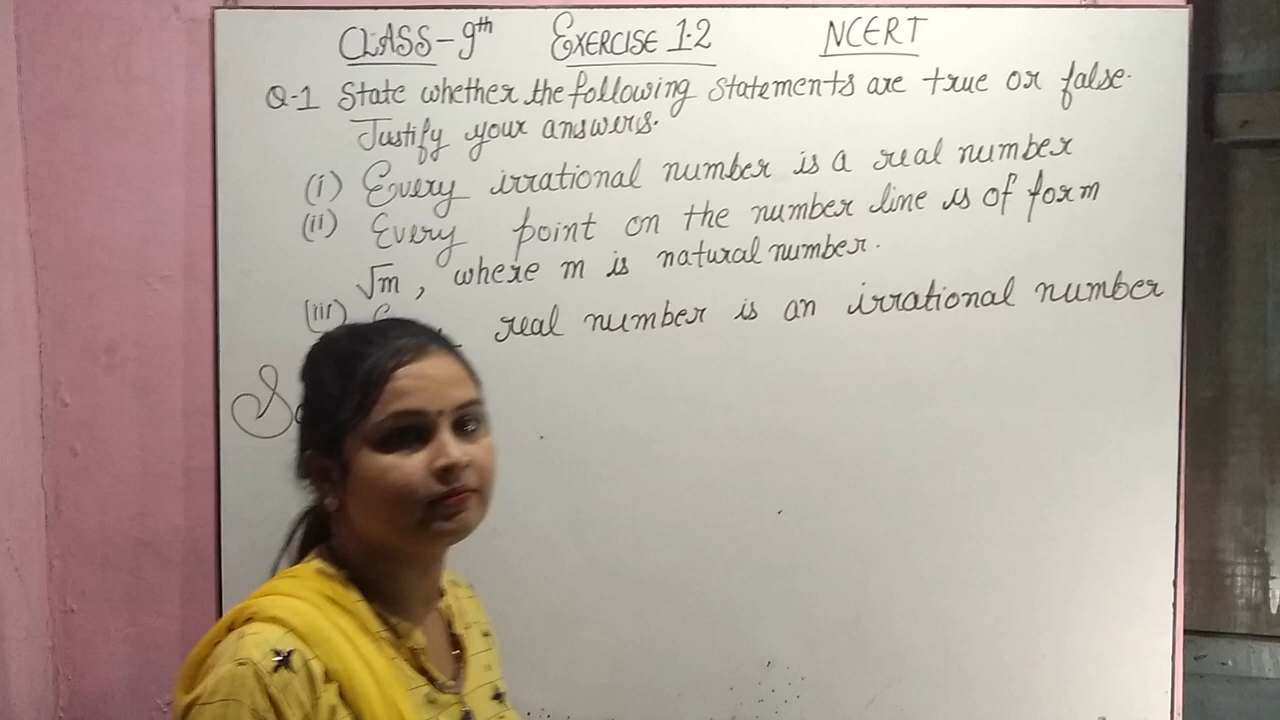 CLASS-9th EXERCISE 1.2 NCERT
Q-1 State whether the following statements are true or false.
Justify your answers.
(i) Every irrational number is a real number
(ii) Every point on the number line is of form
√m, where m is natural number.
(iii) real number is an irrational number